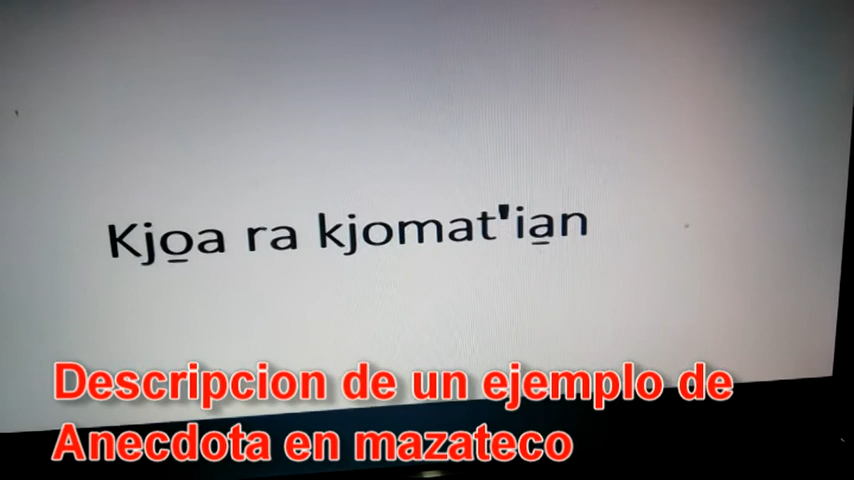 Kjo̱a ra kjomat'ia̱n
Descripcion de un ejemplo de
Anecdota en mazateco